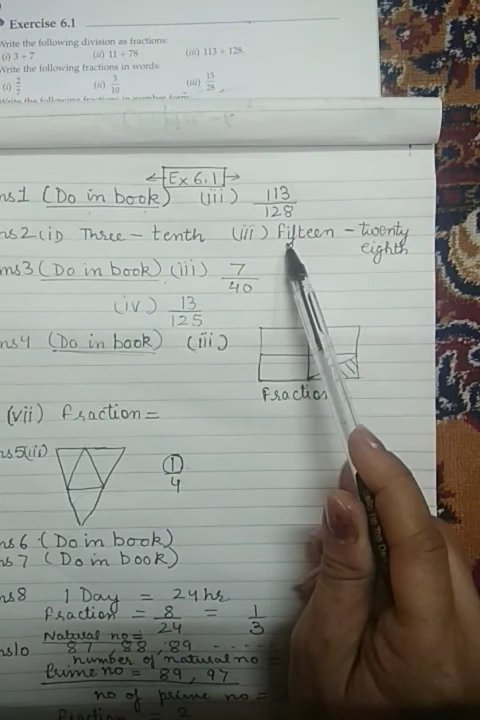 Exercise 6.1
Write the following division as fractions:
(i) 3 ÷ 7 (ii) 11 ÷ 78 (iii) 113 ÷ 128
Write the following fractions in words
(i) 2/7 (ii) 3/10 (iii) 15/28
Ex 6.1
ns1 (Do in book) (iii) 113/128
ns2 (i) Three - tenth (iii) fifteen - twenty
eighth
ns3 (Do in book) (iii) 7/40
(iv) 13/125
ns4 (Do in book) (iii)
Fraction
(vii) fraction =
ns5(ii) 1/4
ns6 (Do in book)
ns7 (Do in book)
ns8 1 Day = 24 hr
fraction = 8/24 = 1/3
Natural no =
ns10 87, 88, 89 - - - - -
number of natural no =
Prime no = 89, 97
no of prime no =
Fraction = 2